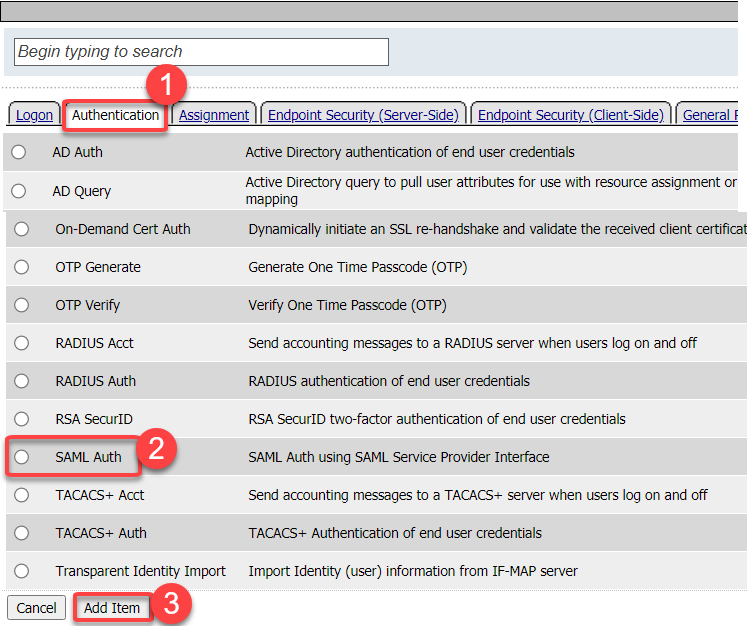 Begin typing to search
1
Logon Authentication Assignment Endpoint Security (Server-Side) Endpoint Security (Client-Side) General
AD Auth Active Directory authentication of end user credentials
AD Query Active Directory query to pull user attributes for use with resource assignment or
mapping
On-Demand Cert Auth Dynamically initiate an SSL re-handshake and validate the received client certificat
OTP Generate Generate One Time Passcode (OTP)
OTP Verify Verify One Time Passcode (OTP)
RADIUS Acct Send accounting messages to a RADIUS server when users log on and off
RADIUS Auth RADIUS authentication of end user credentials
RSA SecurID RSA SecurID two-factor authentication of end user credentials
SAML Auth 2 SAML Auth using SAML Service Provider Interface
TACACS+ Acct Send accounting messages to a TACACS+ server when users log on and off
TACACS+ Auth TACACS+ Authentication of end user credentials
Transparent Identity Import Import Identity (user) information from IF-MAP server
Cancel Add Item 3